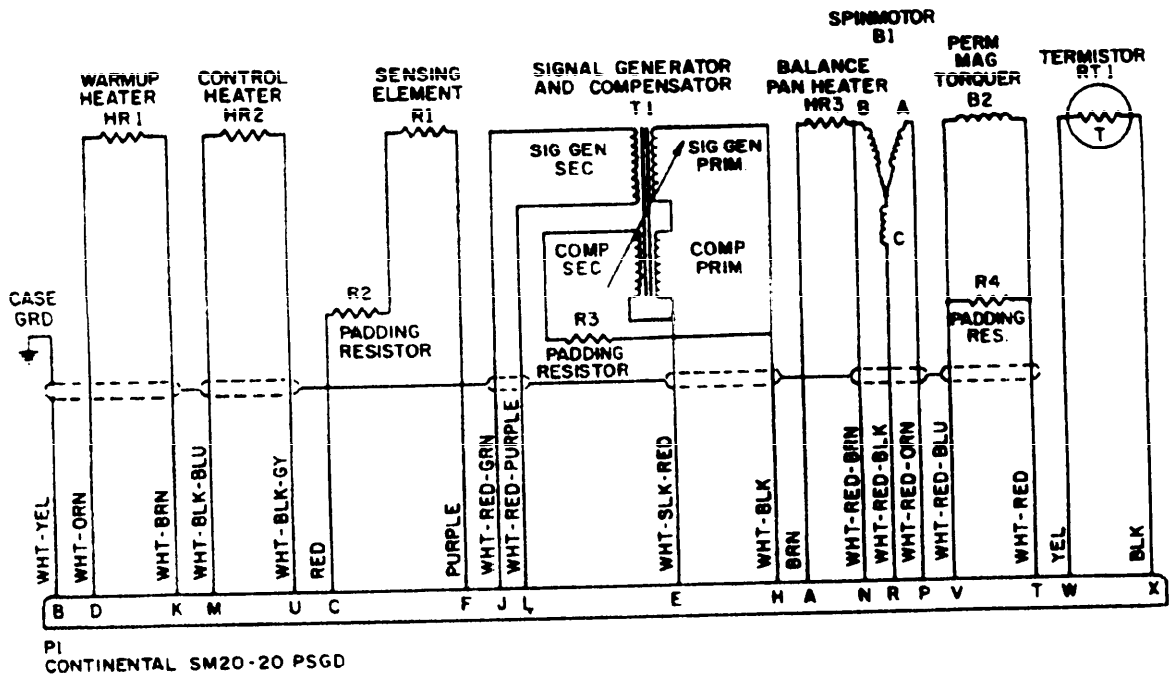 SPINMOTOR
B1
WARMUP
HEATER
HR1
CONTROL
HEATER
HR2
SENSING
ELEMENT
R1
SIGNAL GENERATOR
AND COMPENSATOR
T1
BALANCE
PAN HEATER
HR3
B
A
C
PERM
MAG
TORQUER
B2
TERMISTOR
RT1
T
SIG GEN
SEC
SIG GEN
PRIM
COMP
SEC
COMP
PRIM
CASE
GRD
R2
PADDING
RESISTOR
R3
PADDING
RESISTOR
R4
PADDING
RES.
WHT-YEL
WHT-ORN
WHT-BRN
WHT-BLK-BLU
WHT-BLK-GY
RED
PURPLE
WHT-RED-GRN
WHT-RED-PURPLE
WHT-SLK-RED
WHT-BLK
BRN
WHT-RED-BRN
WHT-RED-BLK
WHT-RED-ORN
WHT-RED-BLU
WHT-RED
YEL
BLK
B D K M U C F J L E H A N R P V T W X
P1
CONTINENTAL SM20-20 PSGD